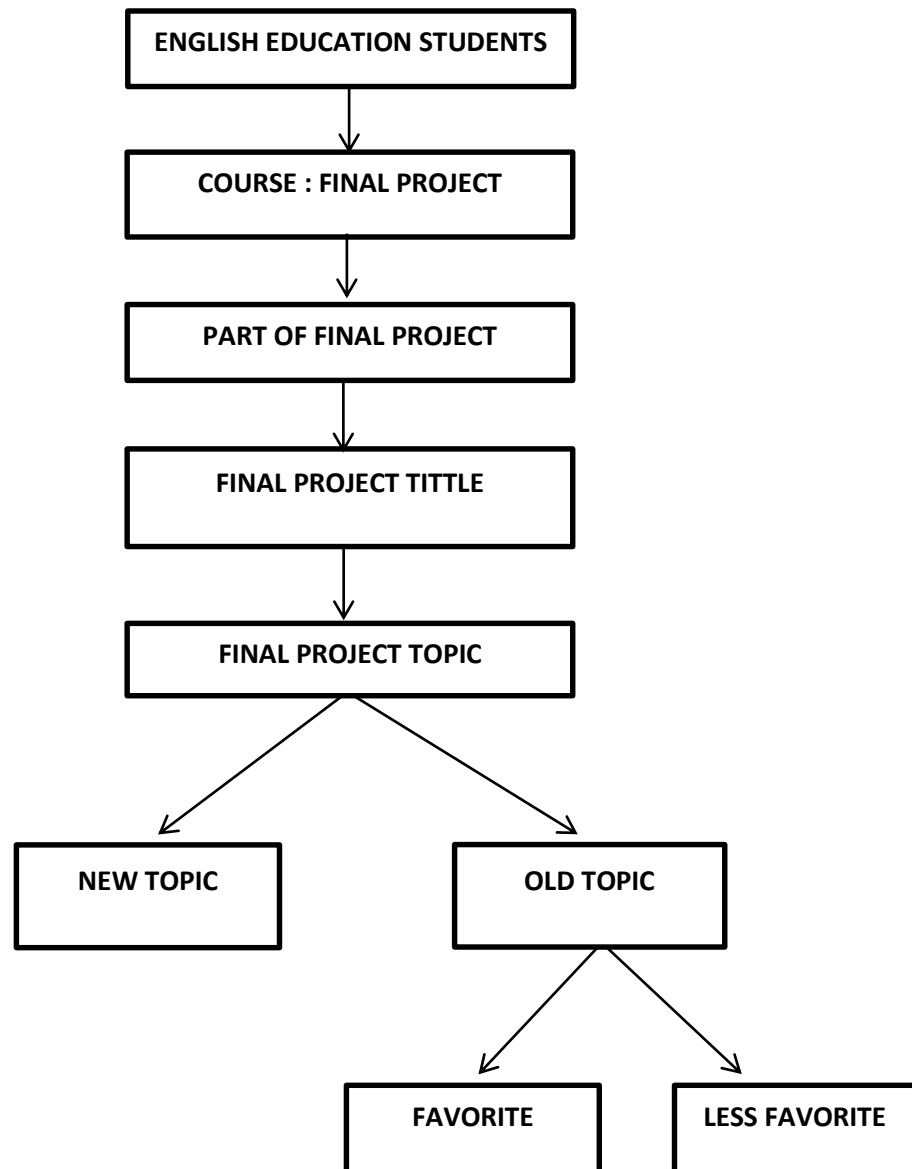 ENGLISH EDUCATION STUDENTS
COURSE : FINAL PROJECT
PART OF FINAL PROJECT
FINAL PROJECT TITTLE
FINAL PROJECT TOPIC
NEW TOPIC
OLD TOPIC
FAVORITE
LESS FAVORITE